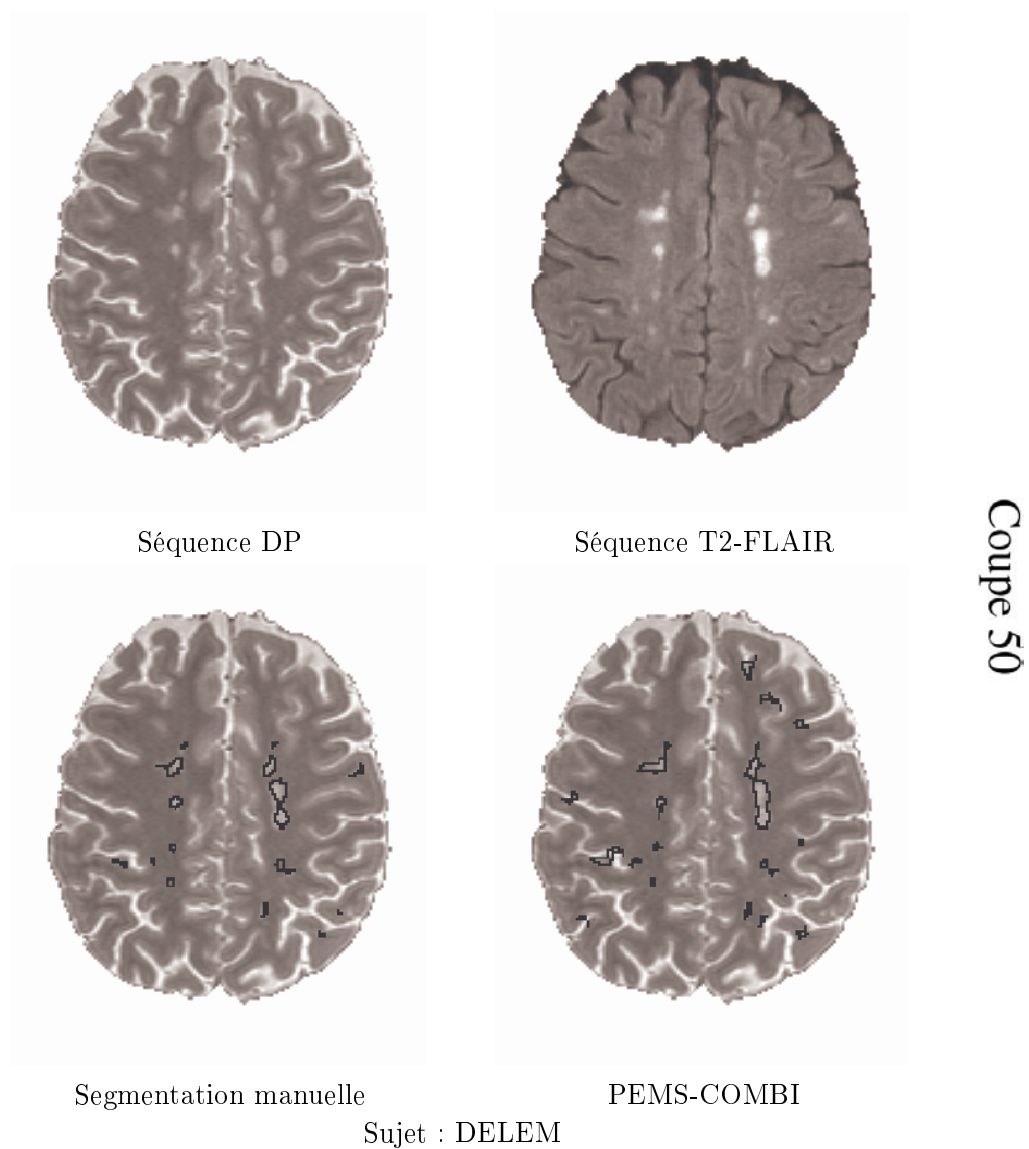 Séquence DP
Séquence T2-FLAIR
Coupe 50
Segmentation manuelle
PEMS-COMBI
Sujet : DELEM